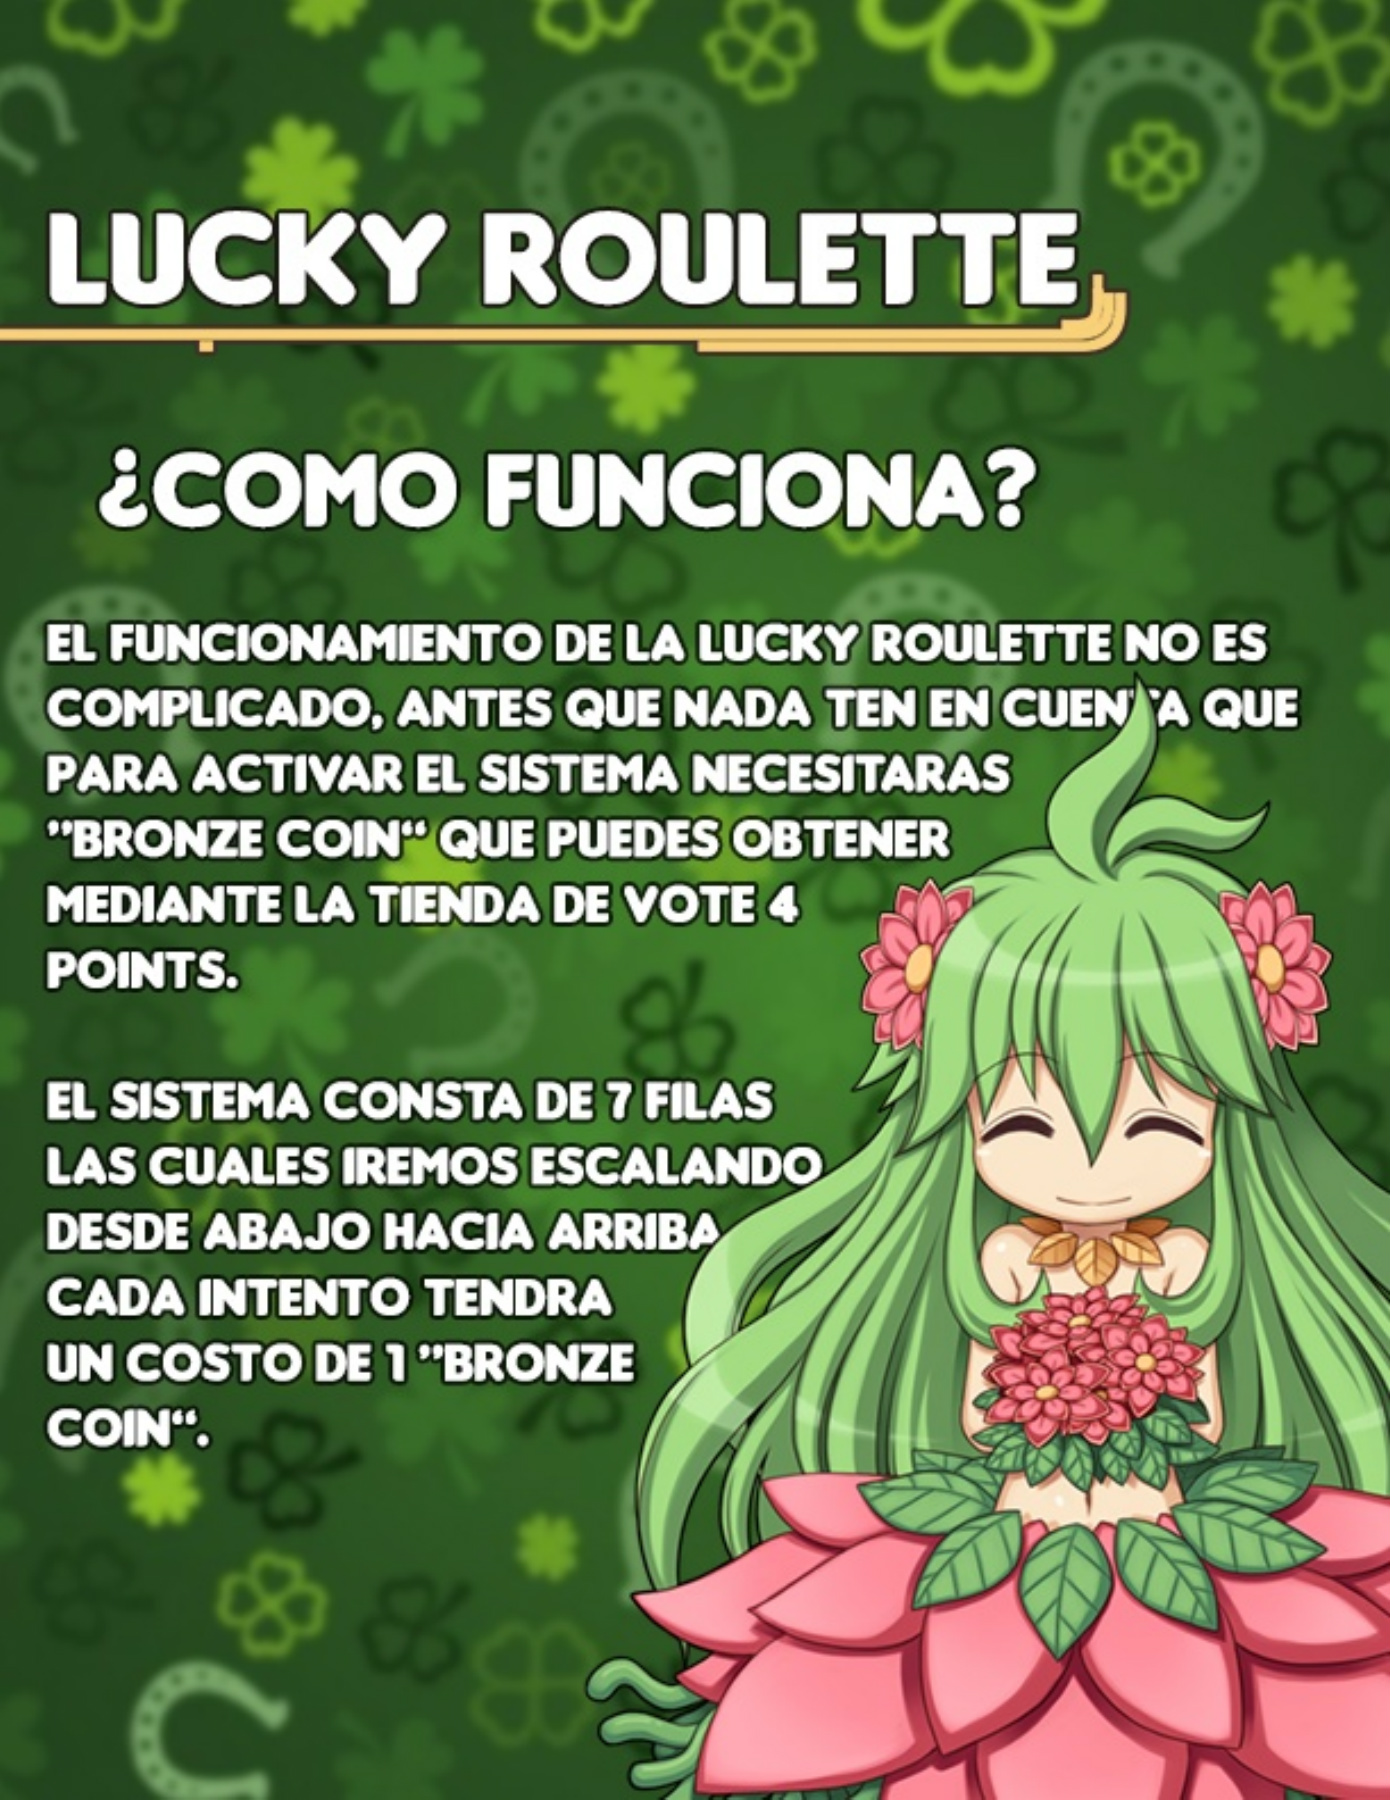 LUCKY ROULETTE
¿COMO FUNCIONA?
EL FUNCIONAMIENTO DE LA LUCKY ROULETTE NO ES
COMPLICADO, ANTES QUE NADA TEN EN CUENTA QUE
PARA ACTIVAR EL SISTEMA NECESITARAS
”BRONZE COIN“ QUE PUEDES OBTENER
MEDIANTE LA TIENDA DE VOTE 4
POINTS.
EL SISTEMA CONSTA DE 7 FILAS
LAS CUALES IREMOS ESCALANDO
DESDE ABAJO HACIA ARRIBA
CADA INTENTO TENDRA
UN COSTO DE 1 ”BRONZE
COIN“.